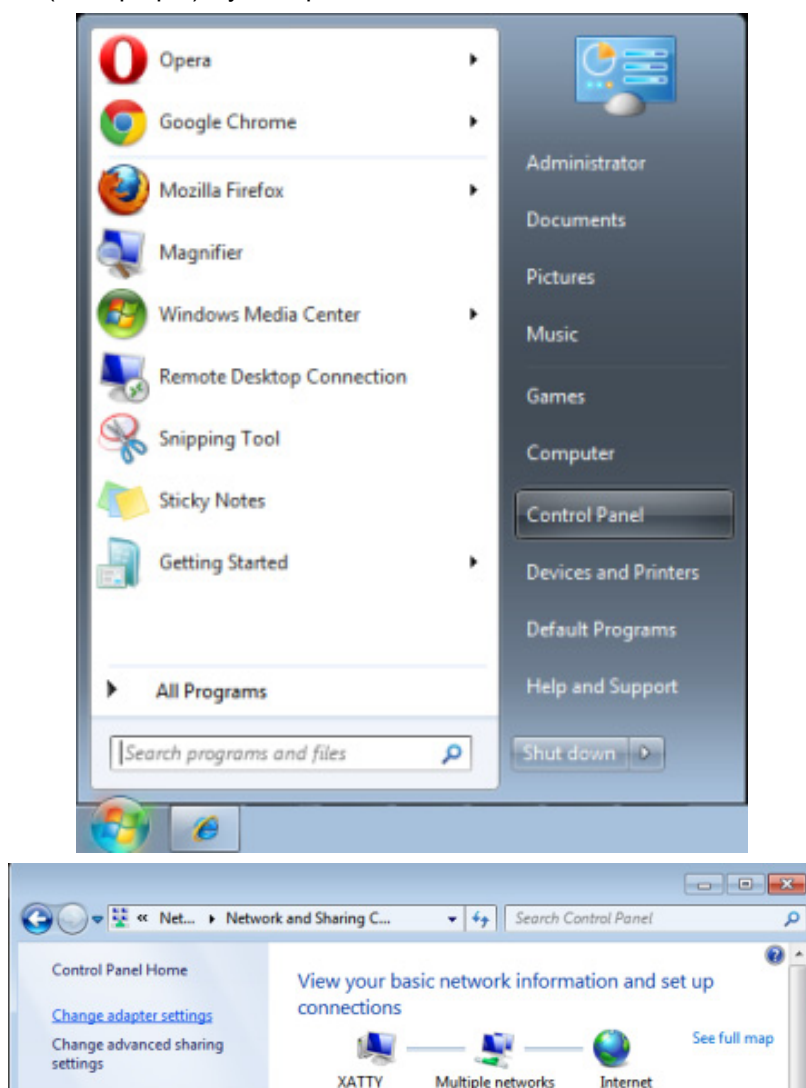 Opera
Google Chrome
Mozilla Firefox
Magnifier
Windows Media Center
Remote Desktop Connection
Snipping Tool
Sticky Notes
Getting Started
All Programs
Search programs and files
Administrator
Documents
Pictures
Music
Games
Computer
Control Panel
Devices and Printers
Default Programs
Help and Support
Shut down
« Net... Network and Sharing C...
Search Control Panel
Control Panel Home
Change adapter settings
Change advanced sharing
settings
View your basic network information and set up
connections
See full map
XATTY Multiple networks Internet